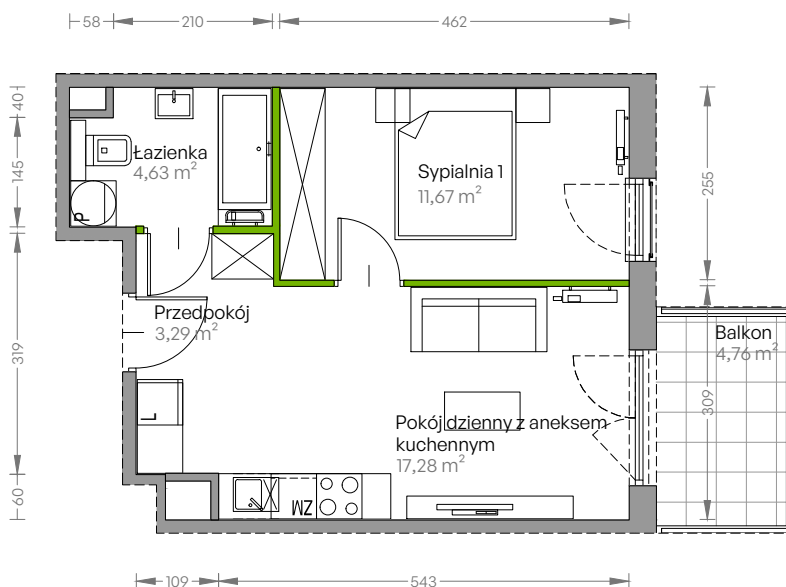 58
210
462
40
145
319
60
Łazienka
4,63 m²
Sypialnia 1
11,67 m²
255
P
Przedpokój
3,29 m²
Balkon
4,76 m²
309
L
Pokój dzienny z aneksem
kuchennym
17,28 m²
ZM
109
543